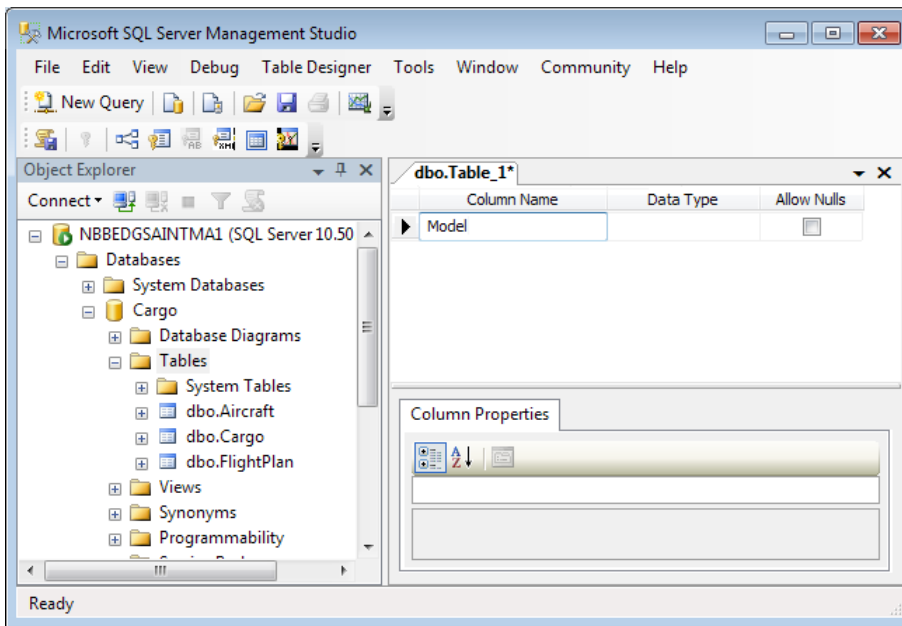 Microsoft SQL Server Management Studio
File Edit View Debug Table Designer Tools Window Community Help
New Query
Object Explorer
Connect
NBBEDGSAINTMA1 (SQL Server 10.50
Databases
System Databases
Cargo
Database Diagrams
Tables
System Tables
dbo.Aircraft
dbo.Cargo
dbo.FlightPlan
Views
Synonyms
Programmability
dbo.Table_1*
Column Name Data Type Allow Nulls
Model
Column Properties
Ready